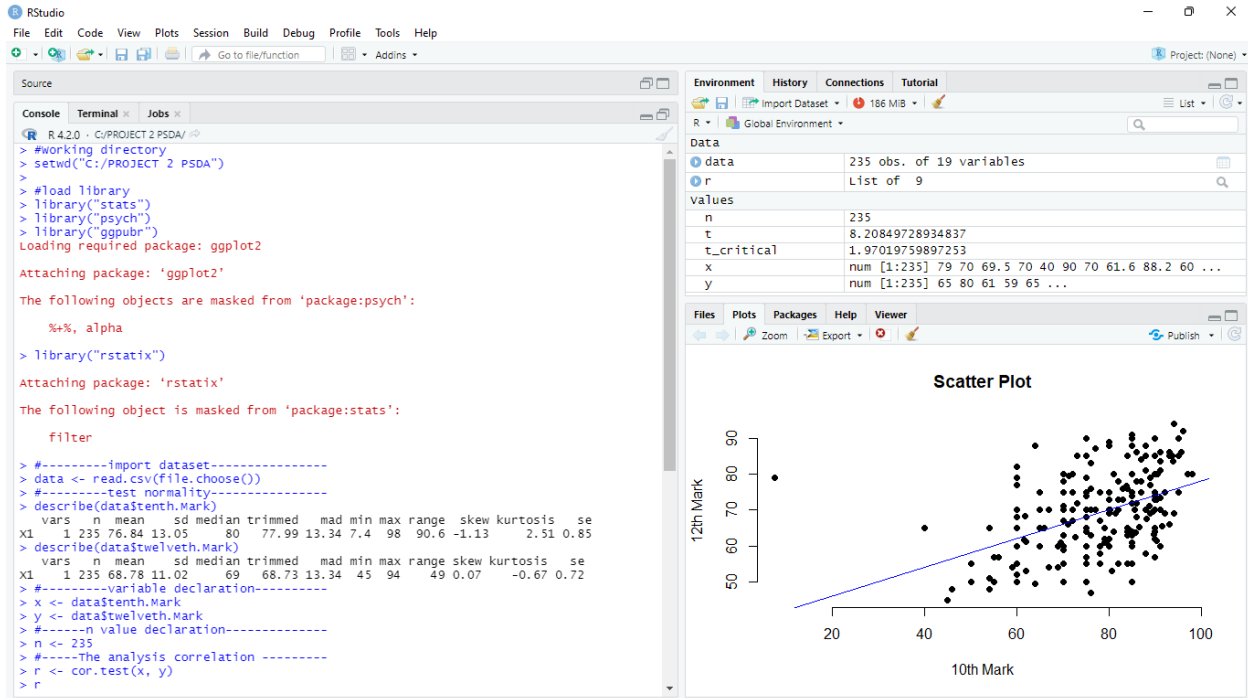 RStudio
File Edit Code View Plots Session Build Debug Profile Tools Help
Go to file/function Addins Project: (None)
Source
Console Terminal Jobs
R 4.2.0 · C:/PROJECT 2 PSDA/
> #working directory
> setwd("C:/PROJECT 2 PSDA")
>
> #load library
> library("stats")
> library("psych")
> library("ggpubr")
Loading required package: ggplot2
Attaching package: ‘ggplot2’
The following objects are masked from ‘package:psych’:
%+%, alpha
> library("rstatix")
Attaching package: ‘rstatix’
The following object is masked from ‘package:stats’:
filter
> #---------import dataset----------------
> data <- read.csv(file.choose())
> #---------test normality----------------
> describe(data$tenth.Mark)
vars n mean sd median trimmed mad min max range skew kurtosis se
X1 1 235 76.84 13.05 80 77.99 13.34 7.4 98 90.6 -1.13 2.51 0.85
> describe(data$twelveth.Mark)
vars n mean sd median trimmed mad min max range skew kurtosis se
X1 1 235 68.78 11.02 69 68.73 13.34 45 94 49 0.07 -0.67 0.72
> #---------variable declaration----------
> x <- data$tenth.Mark
> y <- data$twelveth.Mark
> #------n value declaration--------------
> n <- 235
> #-----The analysis correlation ---------
> r <- cor.test(x, y)
> r
Environment History Connections Tutorial
Import Dataset 186 MiB List
R Global Environment
Data
data 235 obs. of 19 variables
r List of 9
values
n 235
t 8.20849728934837
t_critical 1.97019759897253
x num [1:235] 79 70 69.5 70 40 90 70 61.6 88.2 60 ...
y num [1:235] 65 80 61 59 65 ...
Files Plots Packages Help Viewer
Zoom Export Publish
Scatter Plot
12th Mark
90
80
70
60
50
20 40 60 80 100
10th Mark